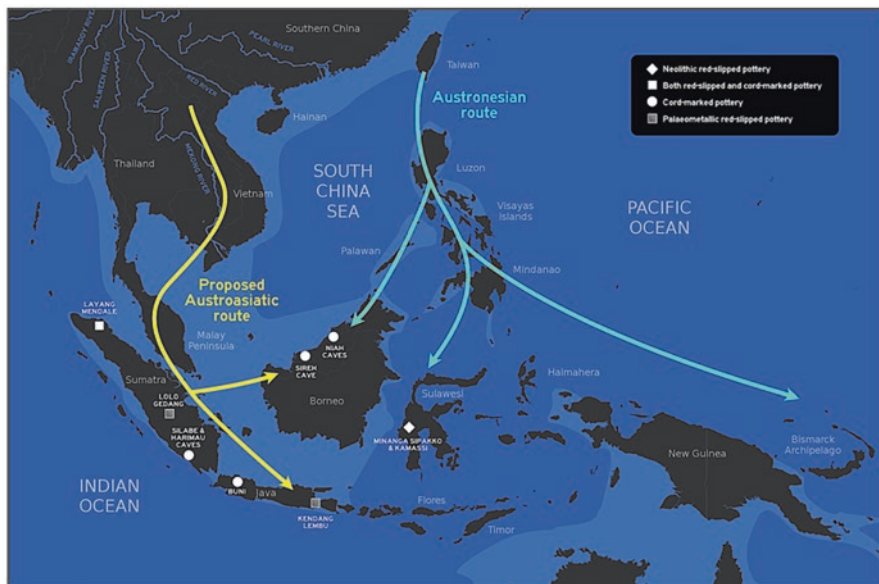 IRAWADDY RIVER
SALWEEN RIVER
PEARL RIVER
RED RIVER
MEKONG RIVER
Southern China
Taiwan
Hainan
Thailand
Vietnam
Austronesian
route
SOUTH
CHINA
SEA
Luzon
Visayas
islands
PACIFIC
OCEAN
Palawan
Mindanao
Proposed
Austroasiatic
route
LAYANG
MENDALE
Malay
Peninsula
NIAH
CAVES
SIREH
CAVE
Sumatra
LOLO
GEDANG
Borneo
Sulawesi
Halmahera
SILABE &
HARIMAU
CAVES
MINANGA SIPAKKO
& KAMASSI
New Guinea
Bismarck
Archipelago
INDIAN
OCEAN
BUNI
Java
KENDANG
LEMBU
Flores
Timor
Neolithic red-slipped pottery
Both red-slipped and cord-marked pottery
Cord-marked pottery
Palaeometallic red-slipped pottery